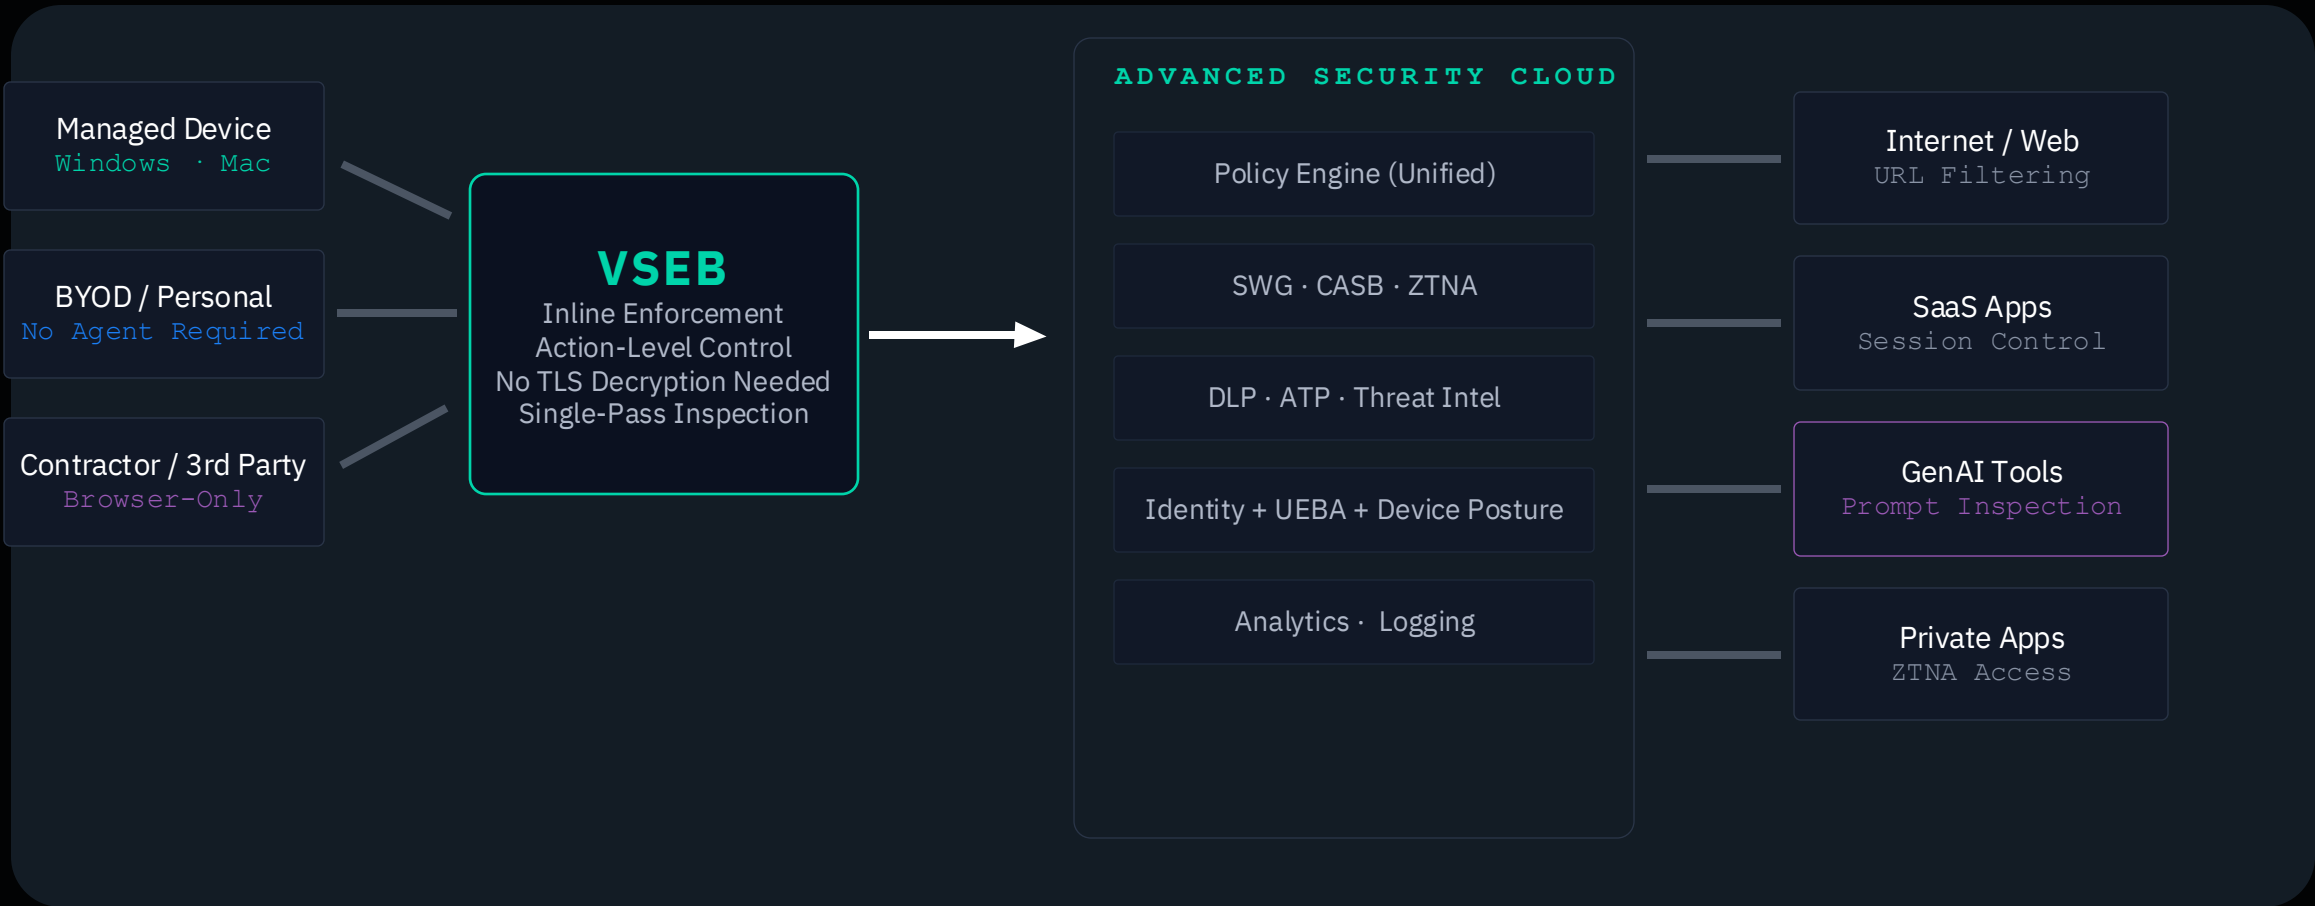 Managed Device
Windows · Mac
BYOD / Personal
No Agent Required
Contractor / 3rd Party
Browser-Only
VSEB
Inline Enforcement
Action-Level Control
No TLS Decryption Needed
Single-Pass Inspection
ADVANCED SECURITY CLOUD
Policy Engine (Unified)
SWG · CASB · ZTNA
DLP · ATP · Threat Intel
Identity + UEBA + Device Posture
Analytics · Logging
Internet / Web
URL Filtering
SaaS Apps
Session Control
GenAI Tools
Prompt Inspection
Private Apps
ZTNA Access